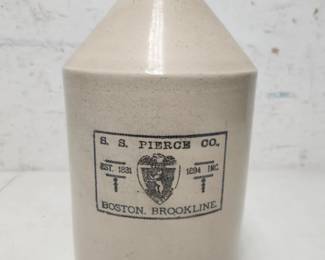 S. S. PIERCE CO.,
EST. 1831 1894 INC.
BOSTON, BROOKLINE.